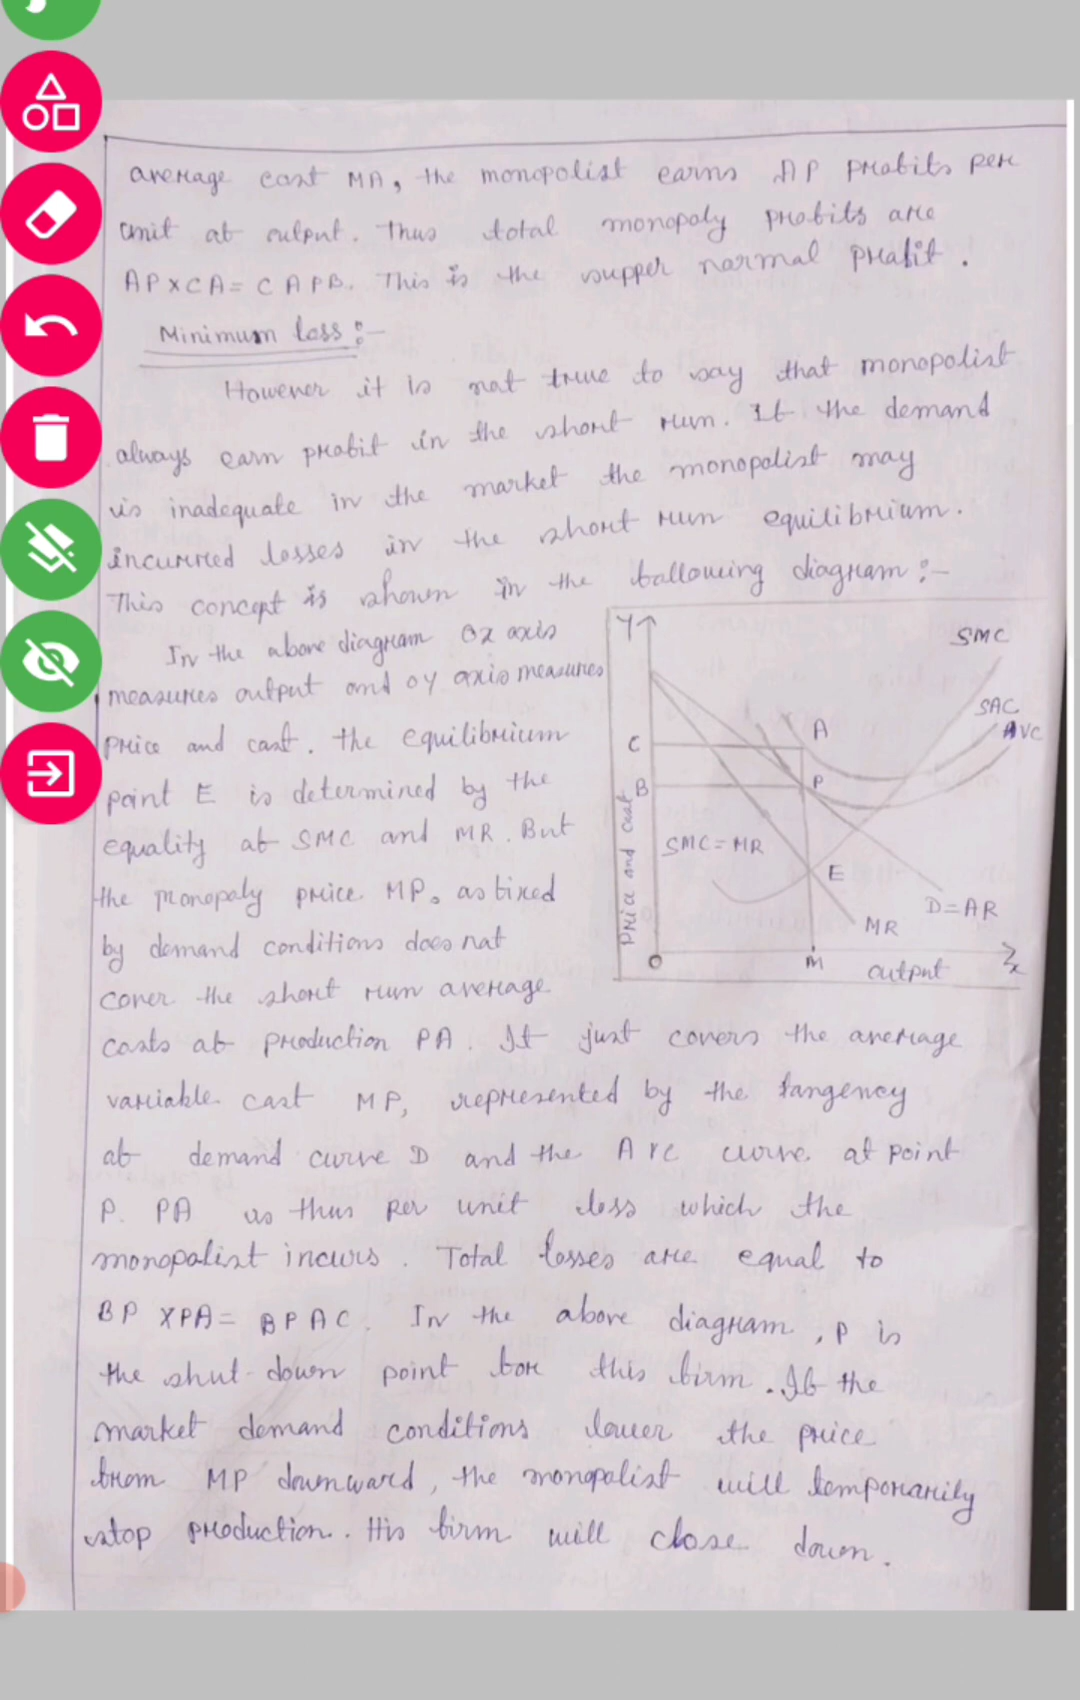 average cost MA, the monopolist earns AP profits per
unit of output. Thus total monopoly profits are
AP×CA= CAPB. This is the supper normal profit.
Minimum loss :-
However it is not true to say that monopolist
always earn profit in the short run. If the demand
is inadequate in the market the monopolist may
incurred losses in the short run equilibrium.
This concept is shown in the following diagram :-
In the above diagram ox axis
measures output and oy axis measures
price and cost. the equilibrium
point E is determined by the
equality of SMC and MR. But
the monopoly price MP. as fixed
by demand conditions does not
cover the short run average
costs of production PA. It just covers the average
variable cost MP, represented by the tangency
of demand curve D and the Avc curve at point
P. PA is thus per unit loss which the
monopolist incurs. Total losses are equal to
BP XPA= BPAC. In the above diagram, P is
the shut-down point for this firm. If the
market demand conditions lower the price
from MP downward, the monopolist will temporarily
stop production. His firm will close down.
Y
SMC
SAC
AVC
A
C
P
B
Price and cost
SMC=MR
E
D=AR
MR
O
M
output
x